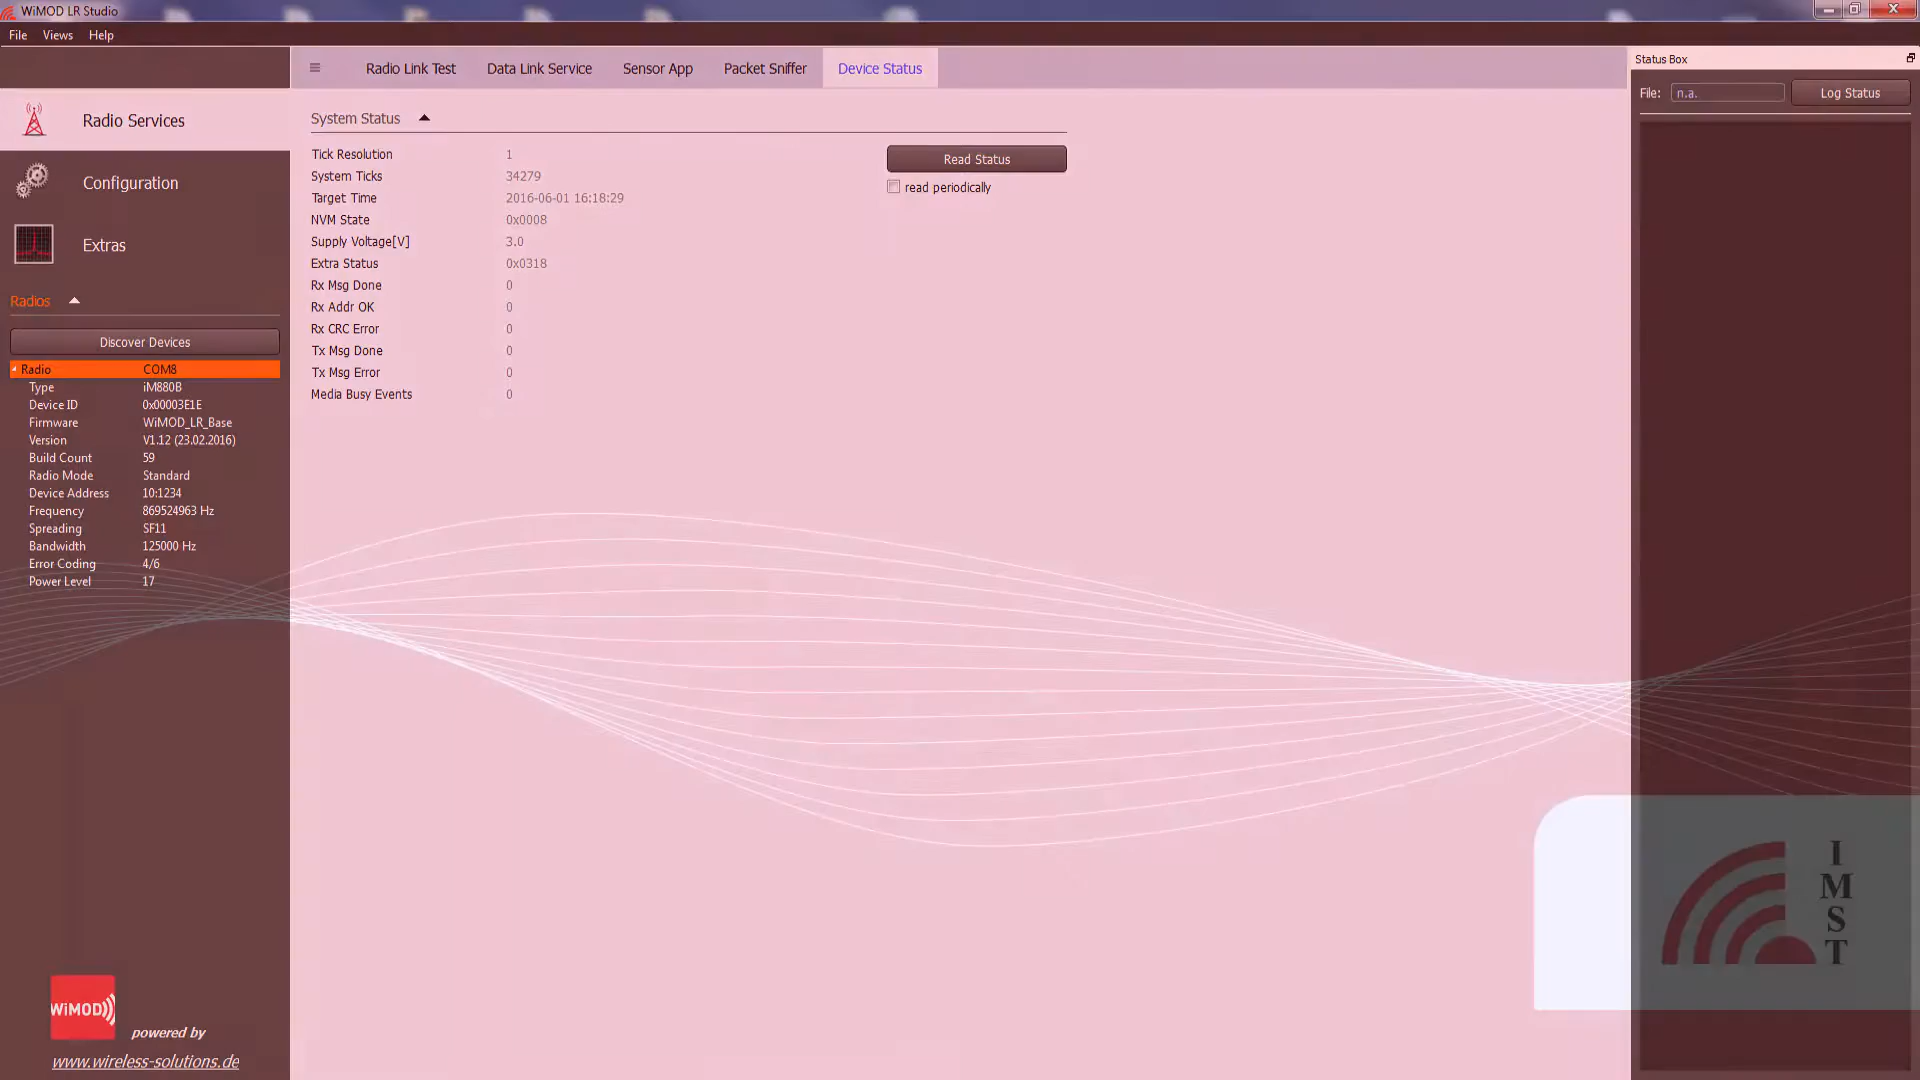 WiMOD LR Studio
File Views Help
Radio Link Test Data Link Service Sensor App Packet Sniffer Device Status
Status Box
File: n.a. Log Status
Radio Services
Configuration
Extras
Radios
Discover Devices
Radio COM8
Type iM880B
Device ID 0x00003E1E
Firmware WiMOD_LR_Base
Version V1.12 (23.02.2016)
Build Count 59
Radio Mode Standard
Device Address 10:1234
Frequency 869524963 Hz
Spreading SF11
Bandwidth 125000 Hz
Error Coding 4/6
Power Level 17
System Status
Tick Resolution 1
System Ticks 34279
Target Time 2016-06-01 16:18:29
NVM State 0x0008
Supply Voltage[V] 3.0
Extra Status 0x0318
Rx Msg Done 0
Rx Addr OK 0
Rx CRC Error 0
Tx Msg Done 0
Tx Msg Error 0
Media Busy Events 0
Read Status
read periodically
WiMOD
powered by
www.wireless-solutions.de
IMST